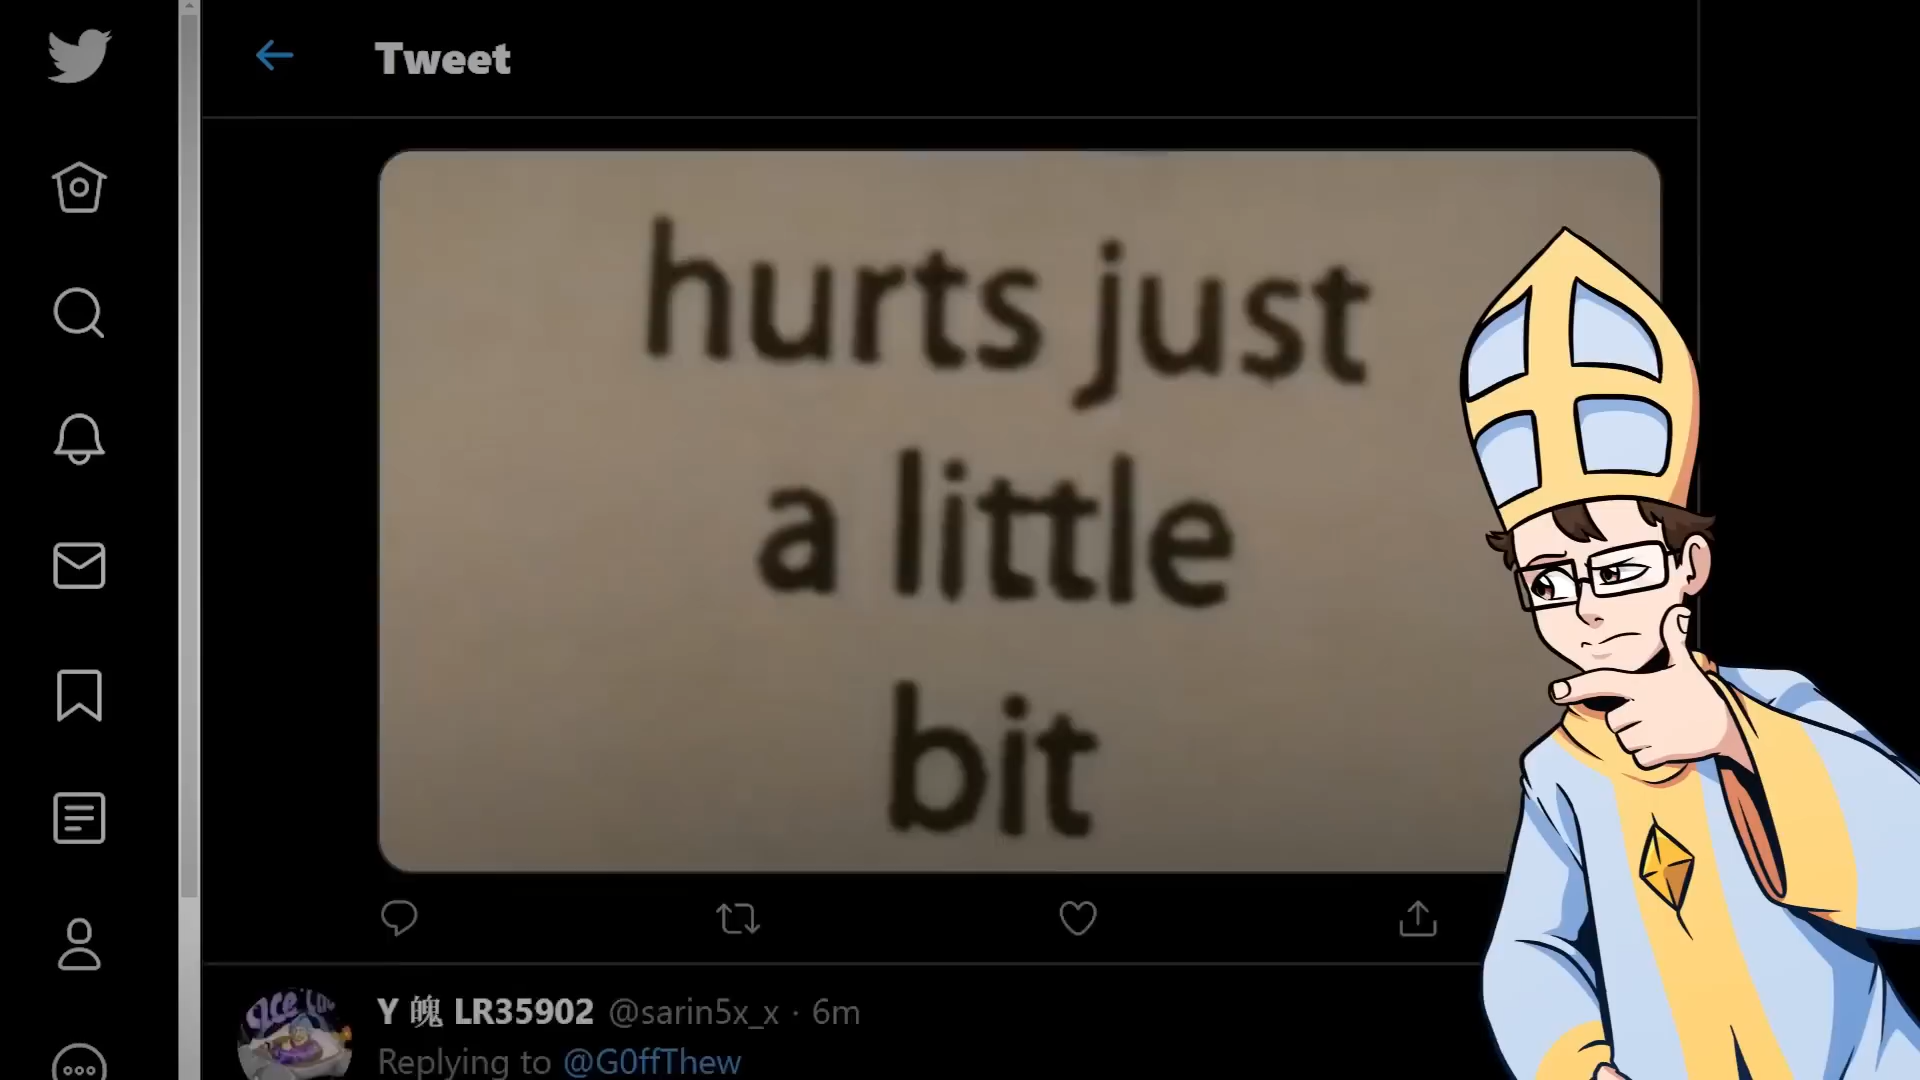 Tweet
hurts just
a little
bit
Y 魄 LR35902 @sarin5x_x · 6m
Replying to @G0ffThew